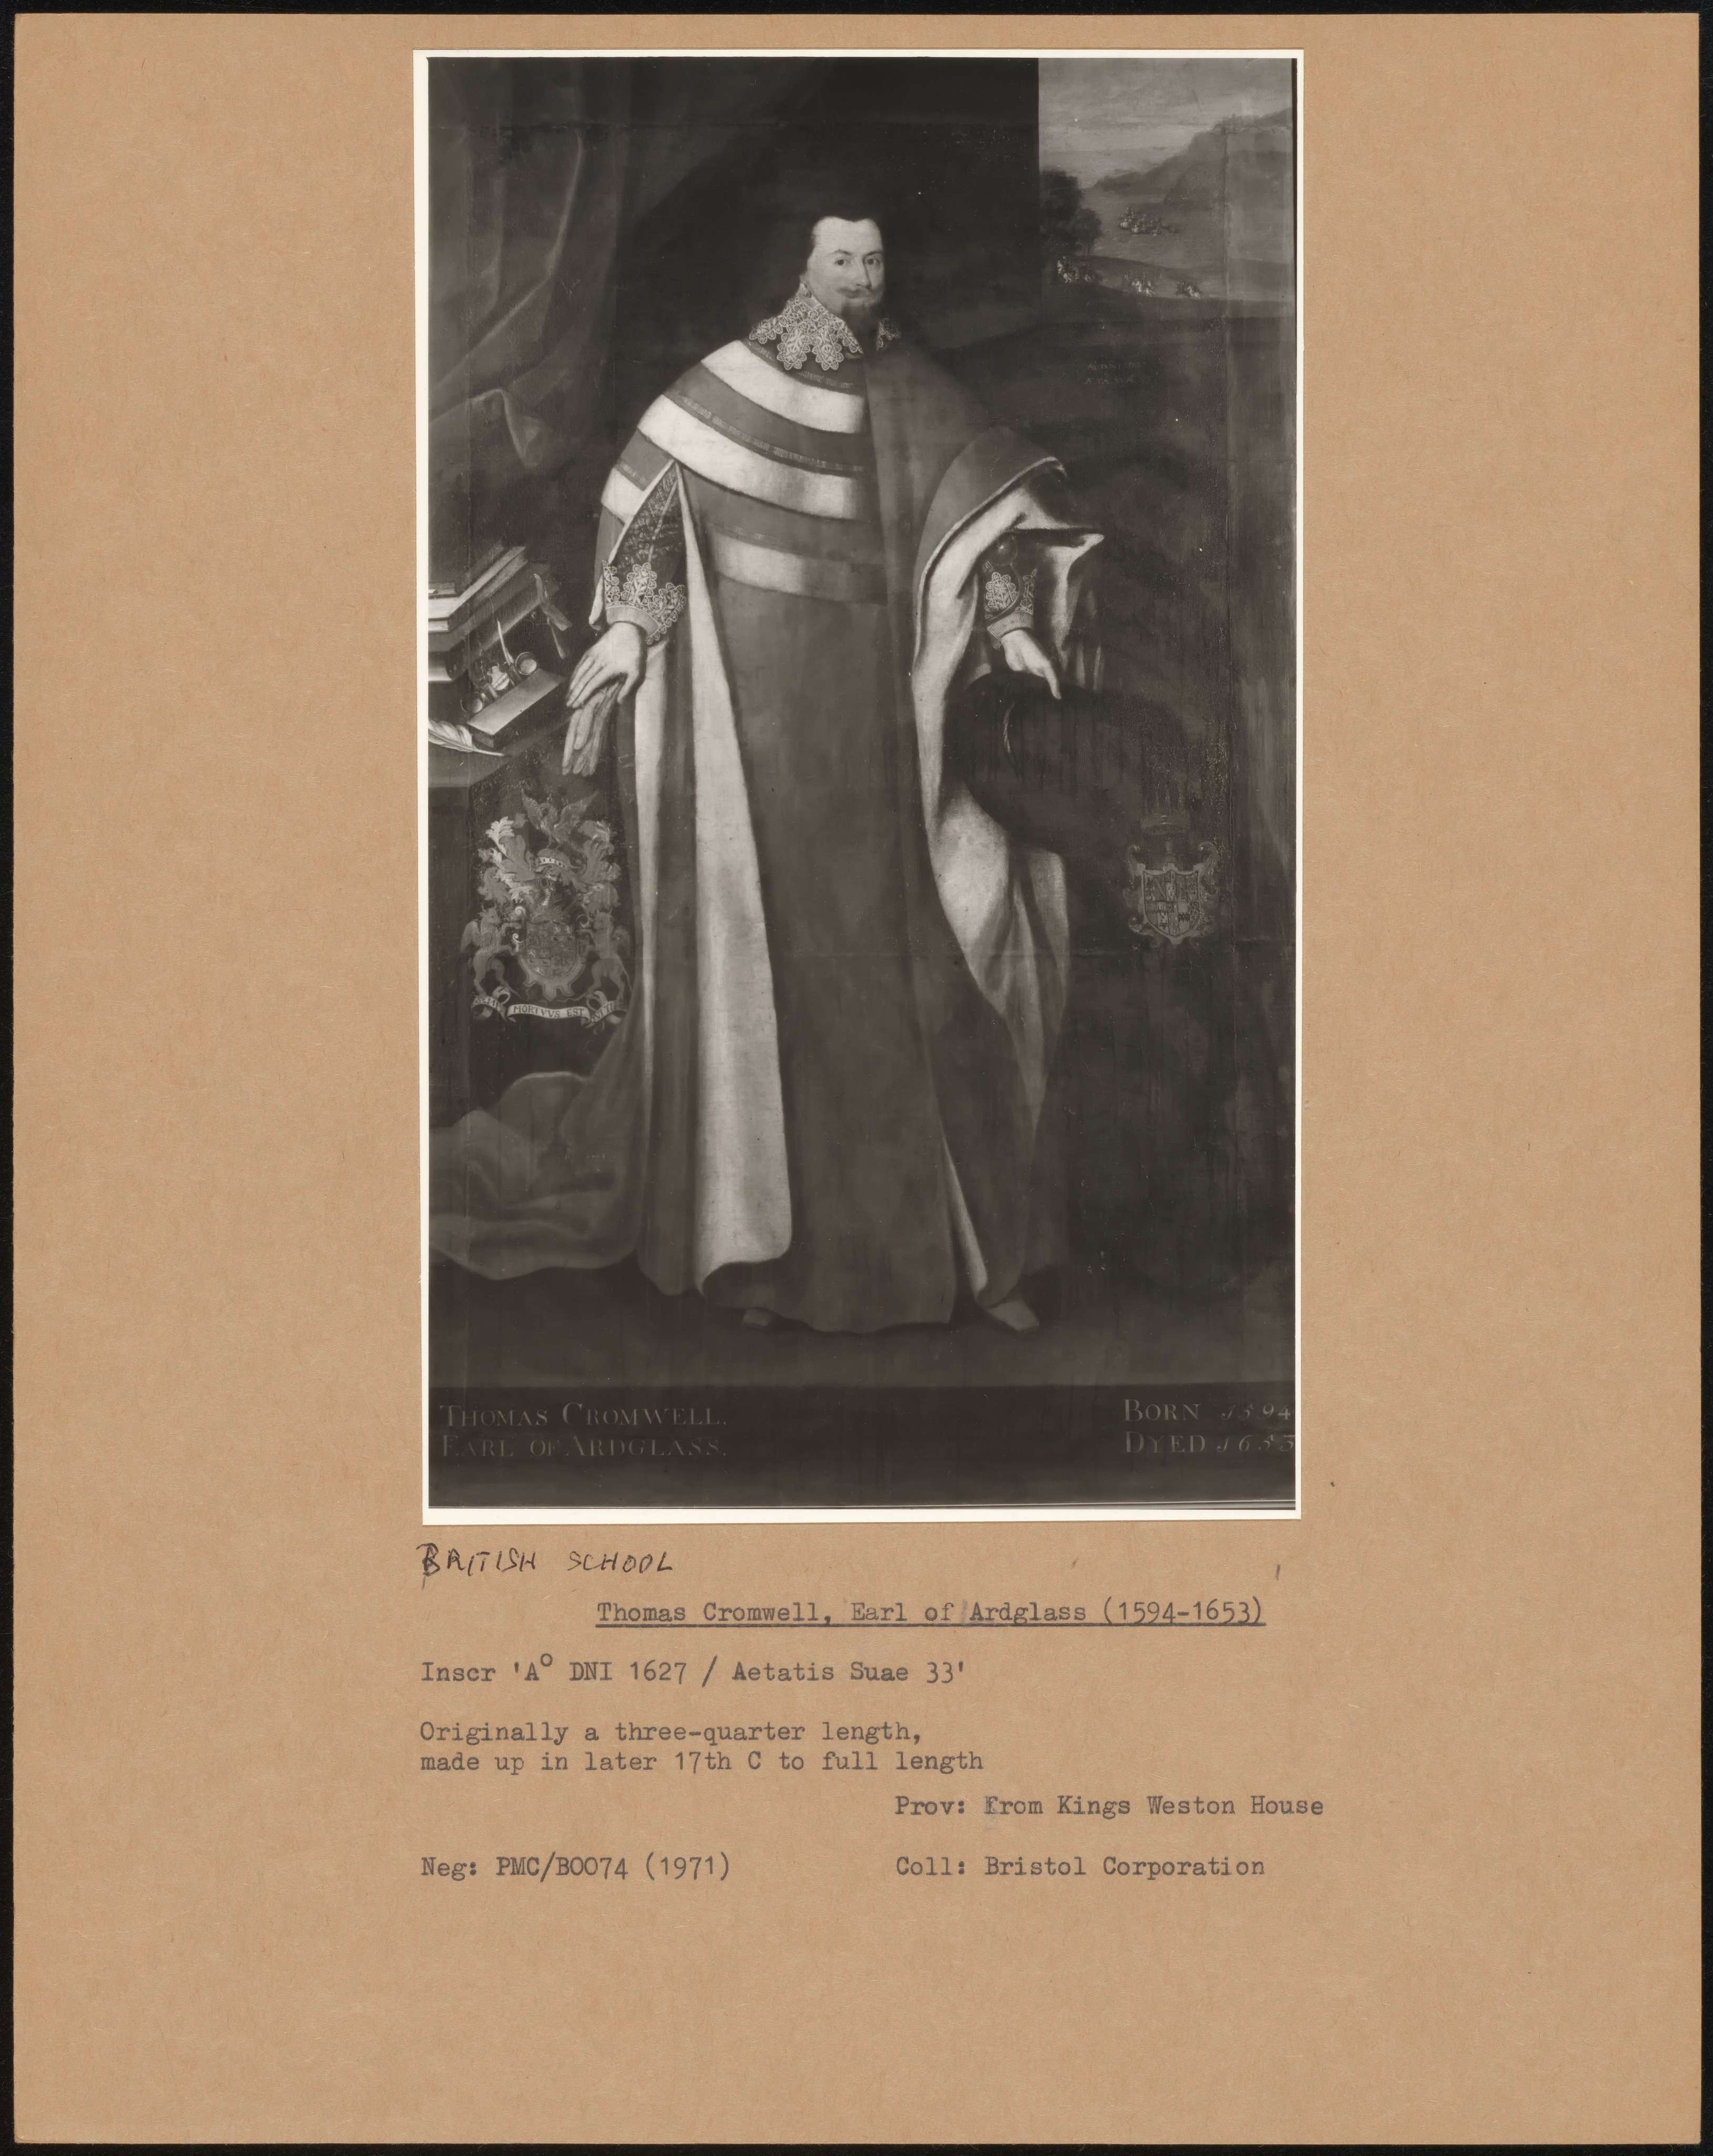 MORTVVS EST
THOMAS CROMWELL,
EARL OF ARDGLASS.
BORN 1594
DYED 1653
BRITISH SCHOOL
Thomas Cromwell, Earl of Ardglass (1594-1653)
Inscr 'Aº DNI 1627 / Aetatis Suae 33'
Originally a three-quarter length,
made up in later 17th C to full length
Prov: from Kings Weston House
Neg: PMC/B0074 (1971) Coll: Bristol Corporation